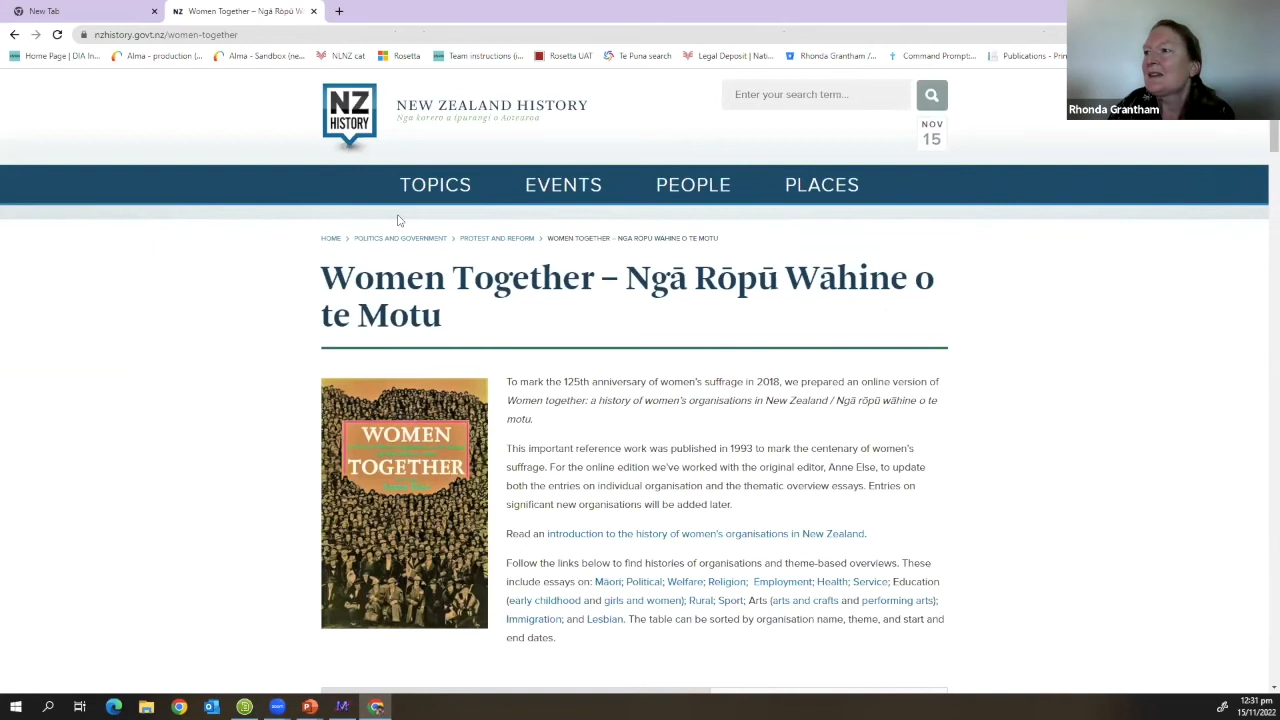 New Tab
Women Together – Ngā Rōpū W
nzhistory.govt.nz/women-together
Home Page | DIA In...
Alma - production (...
Alma - Sandbox (ne...
NLNZ cat
Rosetta
Team instructions (i...
Rosetta UAT
Te Puna search
Legal Deposit | Nati...
Rhonda Grantham /...
Command Prompt:...
Publications - Prin
Rhonda Grantham
NZ
HISTORY
NEW ZEALAND HISTORY
Ngā korero a ipurangi o Aotearoa
Enter your search term...
NOV
15
TOPICS
EVENTS
PEOPLE
PLACES
HOME > POLITICS AND GOVERNMENT > PROTEST AND REFORM > WOMEN TOGETHER – NGĀ RŌPŪ WĀHINE O TE MOTU
Women Together – Ngā Rōpū Wāhine o
te Motu
WOMEN
TOGETHER
To mark the 125th anniversary of women's suffrage in 2018, we prepared an online version of
Women together: a history of women's organisations in New Zealand / Ngā rōpū wāhine o te
motu.
This important reference work was published in 1993 to mark the centenary of women's
suffrage. For the online edition we've worked with the original editor, Anne Else, to update
both the entries on individual organisation and the thematic overview essays. Entries on
significant new organisations will be added later.
Read an introduction to the history of women's organisations in New Zealand.
Follow the links below to find histories of organisations and theme-based overviews. These
include essays on: Māori; Political; Welfare; Religion; Employment; Health; Service; Education
(early childhood and girls and women); Rural; Sport; Arts (arts and crafts and performing arts);
Immigration; and Lesbian. The table can be sorted by organisation name, theme, and start and
end dates.
12:31 pm
15/11/2022